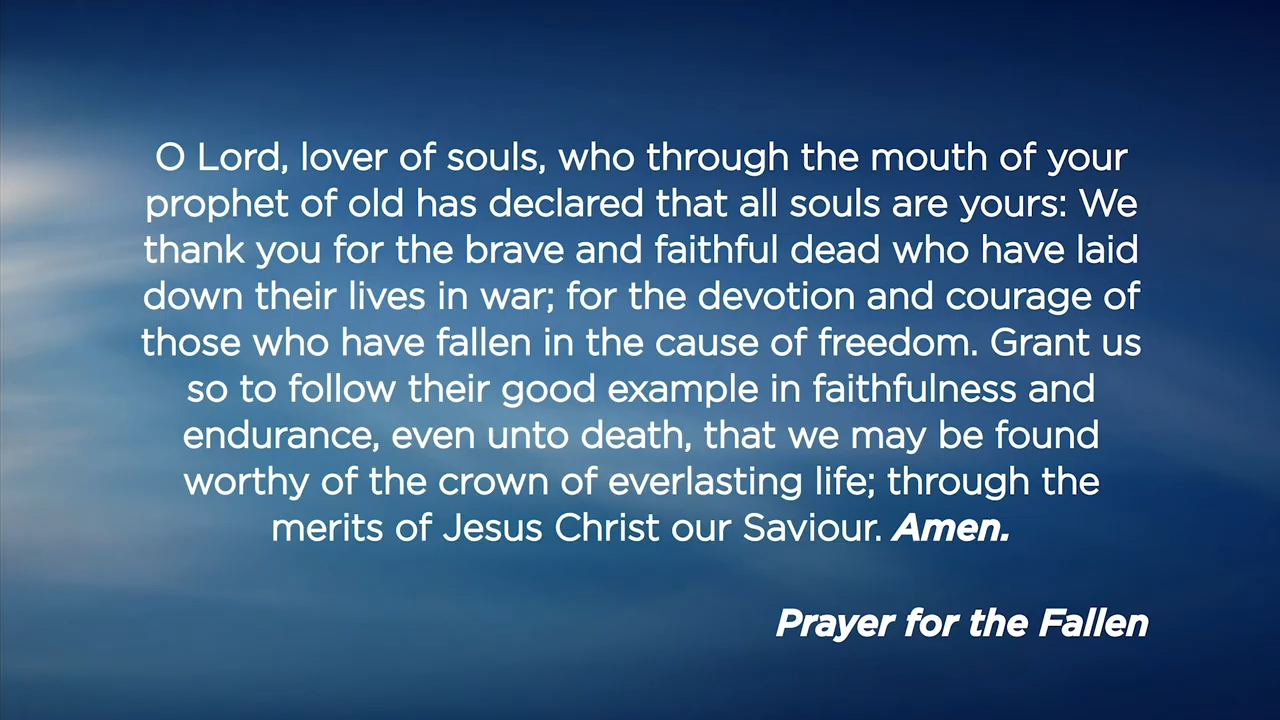 O Lord, lover of souls, who through the mouth of your
prophet of old has declared that all souls are yours: We
thank you for the brave and faithful dead who have laid
down their lives in war; for the devotion and courage of
those who have fallen in the cause of freedom. Grant us
so to follow their good example in faithfulness and
endurance, even unto death, that we may be found
worthy of the crown of everlasting life; through the
merits of Jesus Christ our Saviour. Amen.
Prayer for the Fallen